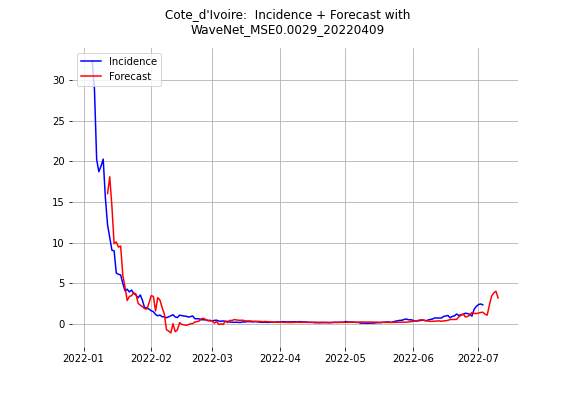 Cote_d'Ivoire:  Incidence + Forecast with
WaveNet_MSE0.0029_20220409
Incidence
Forecast
30
25
20
15
10
5
0
2022-01 2022-02 2022-03 2022-04 2022-05 2022-06 2022-07